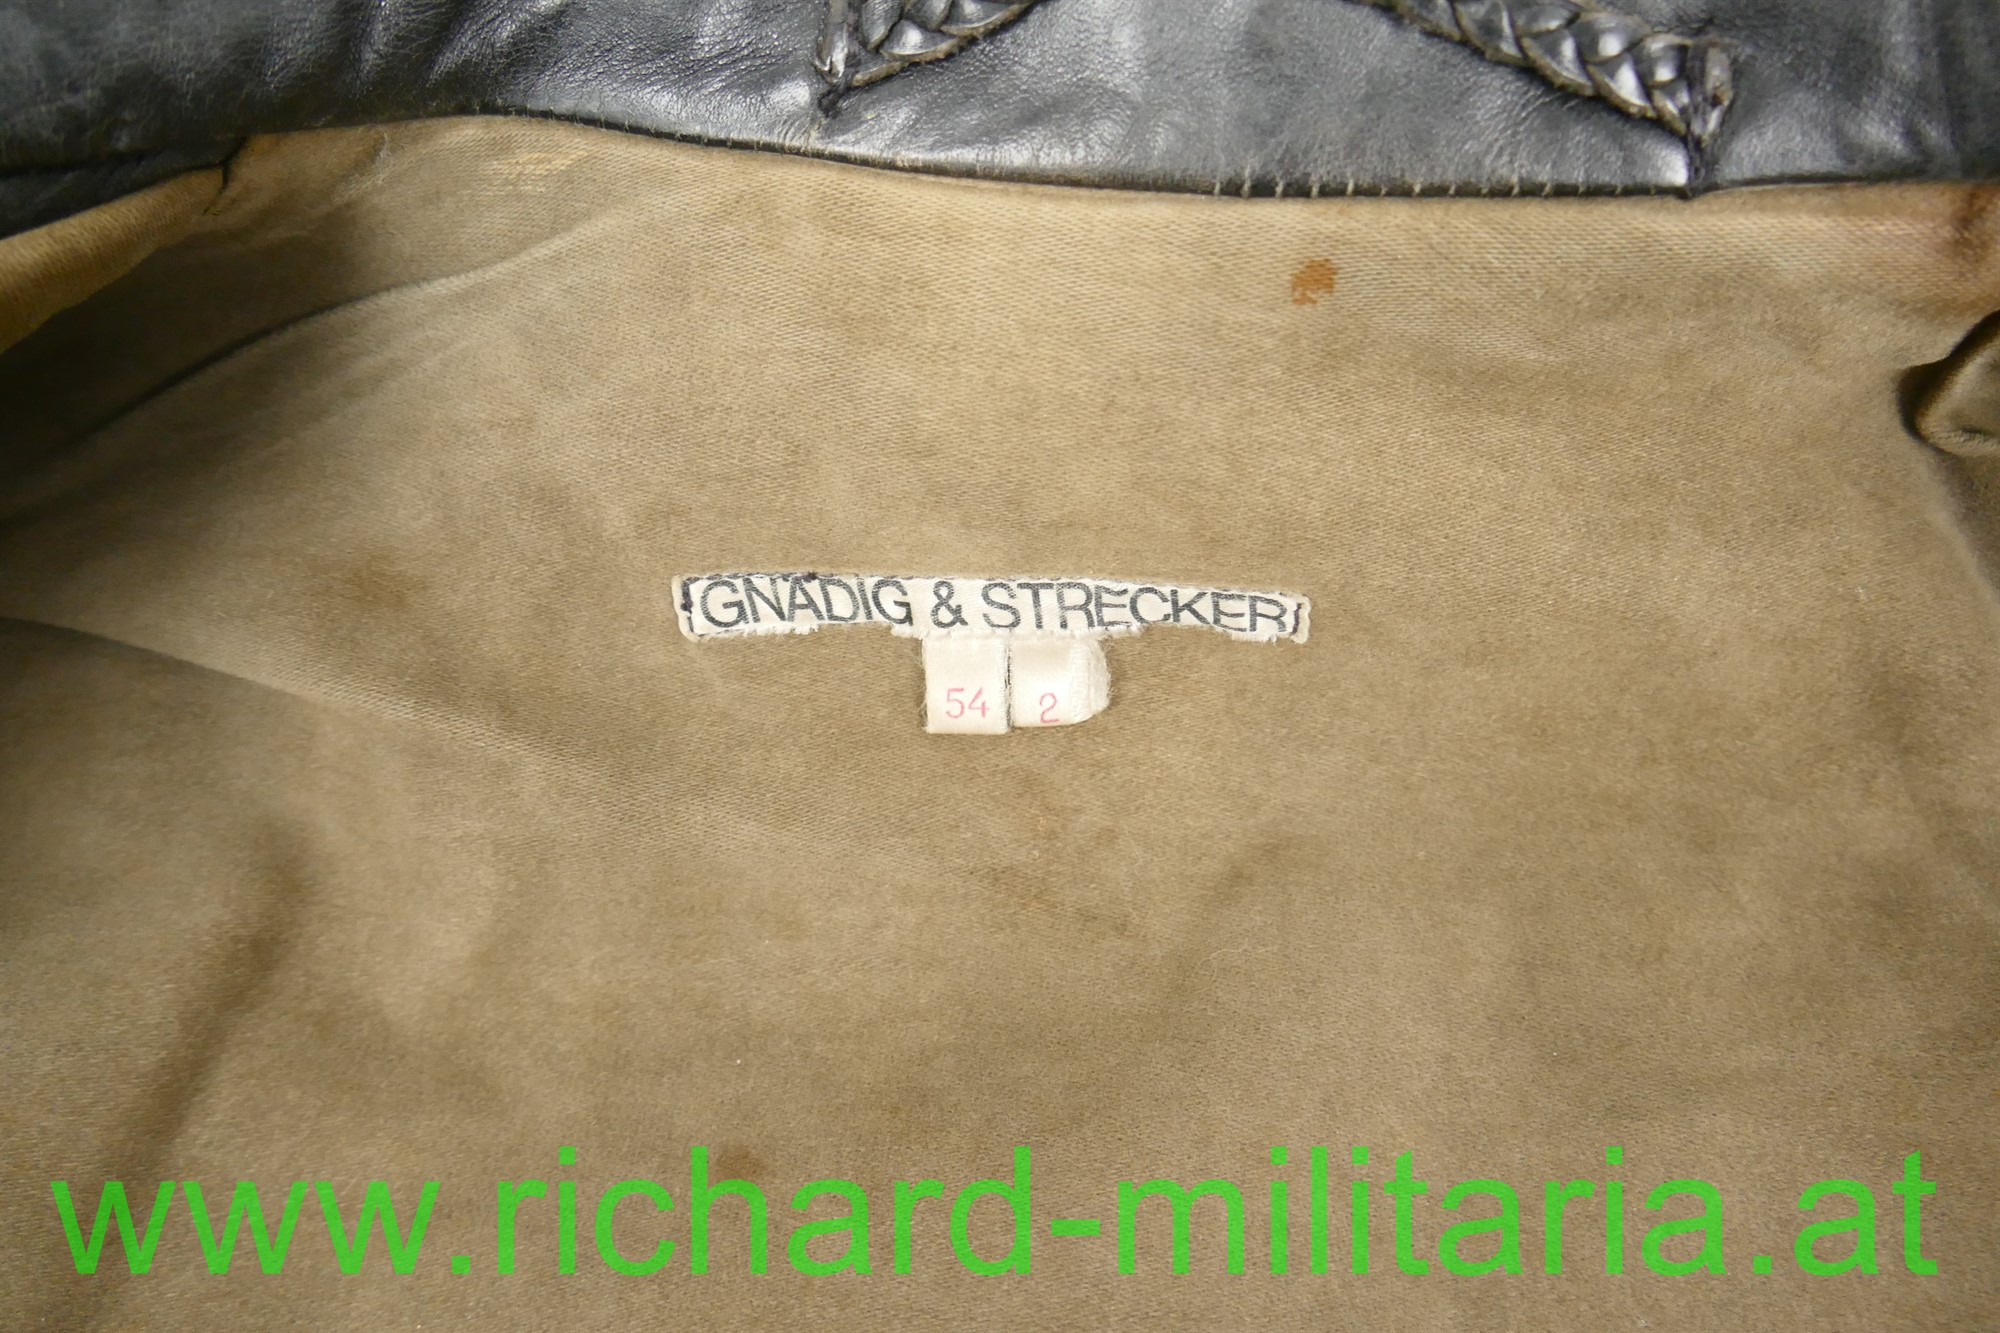 GNÄDIG & STRECKER
54 2
www.richard-militaria.at